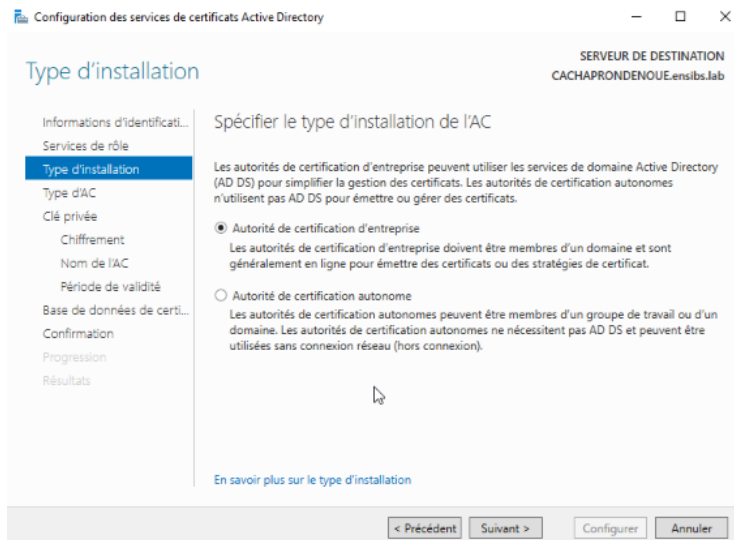 Configuration des services de certificats Active Directory
Type d'installation
SERVEUR DE DESTINATION
CACHAPRONDENOUE.ensibs.lab
Informations d'identificati...
Services de rôle
Type d'installation
Type d'AC
Clé privée
Chiffrement
Nom de l'AC
Période de validité
Base de données de certi...
Confirmation
Progression
Résultats
Spécifier le type d'installation de l'AC
Les autorités de certification d'entreprise peuvent utiliser les services de domaine Active Directory
(AD DS) pour simplifier la gestion des certificats. Les autorités de certification autonomes
n'utilisent pas AD DS pour émettre ou gérer des certificats.
Autorité de certification d'entreprise
Les autorités de certification d'entreprise doivent être membres d'un domaine et sont
généralement en ligne pour émettre des certificats ou des stratégies de certificat.
Autorité de certification autonome
Les autorités de certification autonomes peuvent être membres d'un groupe de travail ou d'un
domaine. Les autorités de certification autonomes ne nécessitent pas AD DS et peuvent être
utilisées sans connexion réseau (hors connexion).
En savoir plus sur le type d'installation
< Précédent
Suivant >
Configurer
Annuler